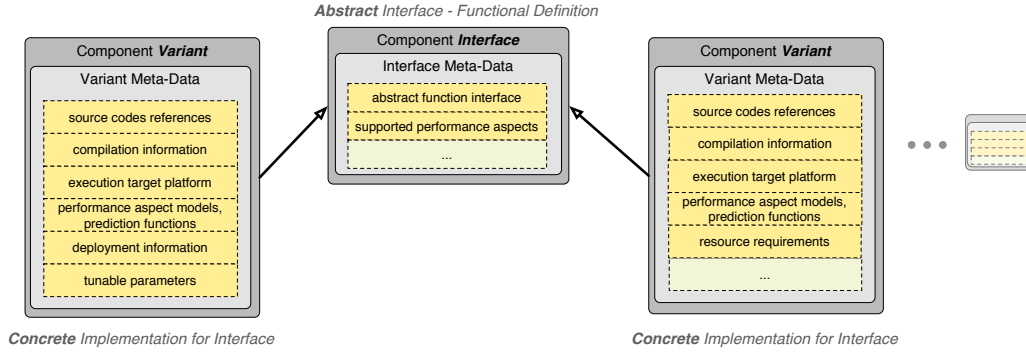 Abstract Interface - Functional Definition
Component Variant
Variant Meta-Data
source codes references
compilation information
execution target platform
performance aspect models,
prediction functions
deployment information
tunable parameters
Concrete Implementation for Interface
Component Interface
Interface Meta-Data
abstract function interface
supported performance aspects
...
Component Variant
Variant Meta-Data
source codes references
compilation information
execution target platform
performance aspect models,
prediction functions
resource requirements
...
Concrete Implementation for Interface